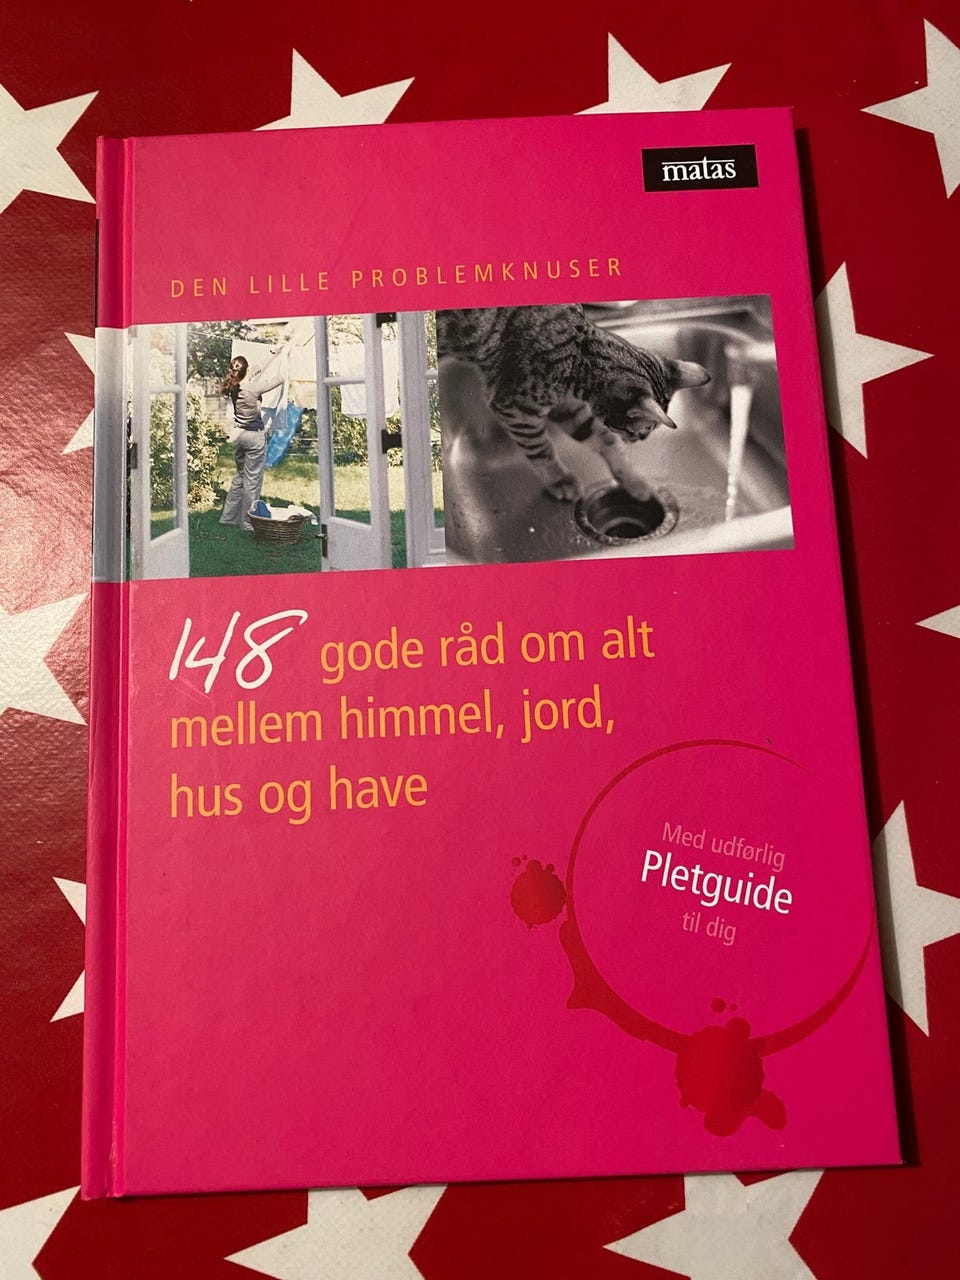 matas
DEN LILLE PROBLEMKNUSER
148 gode råd om alt
mellem himmel, jord,
hus og have
Med udførlig
Pletguide
til dig